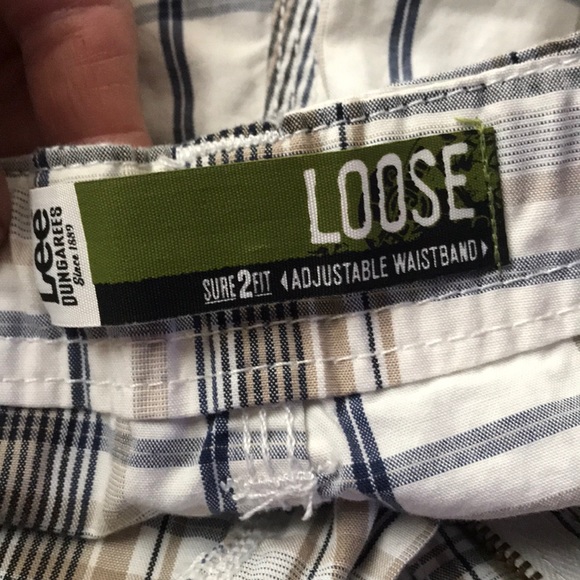 Lee
DUNGAREES
Since 1889
LOOSE
SURE2FIT ADJUSTABLE WAISTBAND